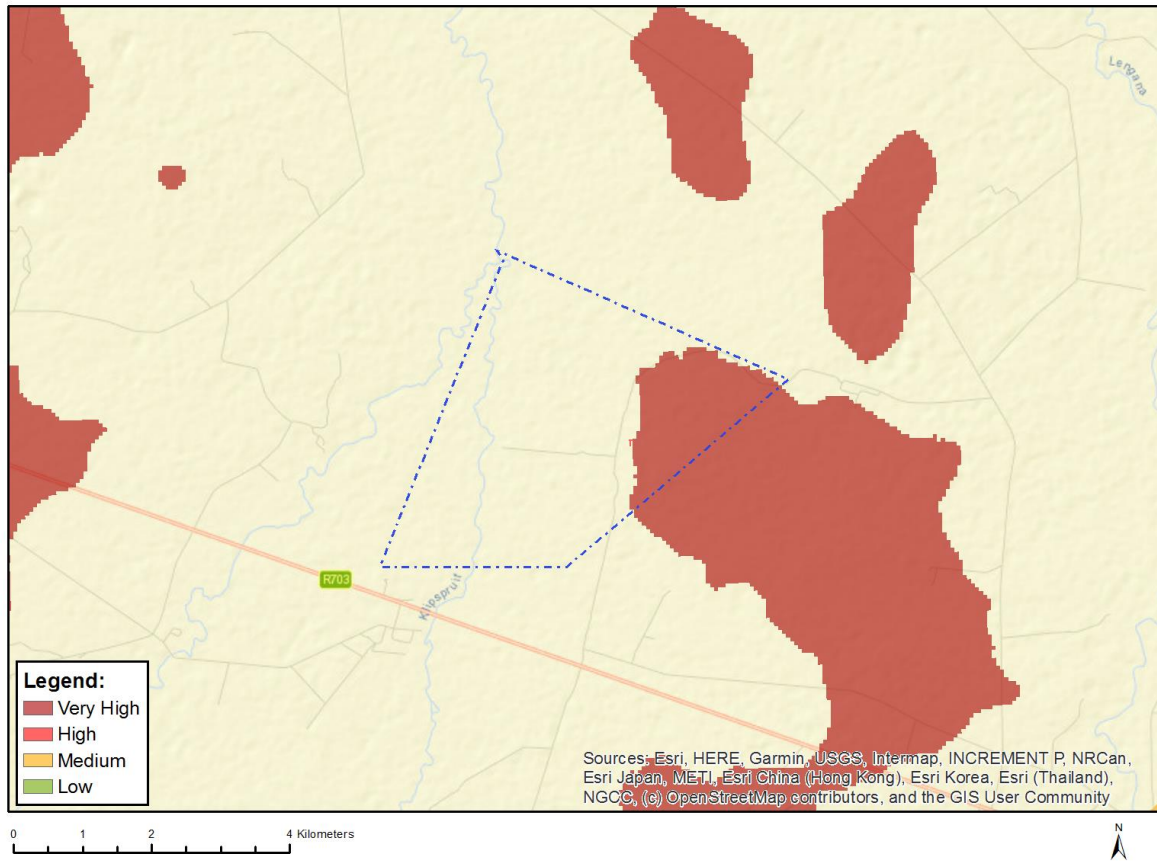 Lengana
R703
Klipspruit
Legend:
Very High
High
Medium
Low
Sources: Esri, HERE, Garmin, USGS, Intermap, INCREMENT P, NRCan,
Esri Japan, METI, Esri China (Hong Kong), Esri Korea, Esri (Thailand),
NGCC, (c) OpenStreetMap contributors, and the GIS User Community
0 1 2 4 Kilometers
N